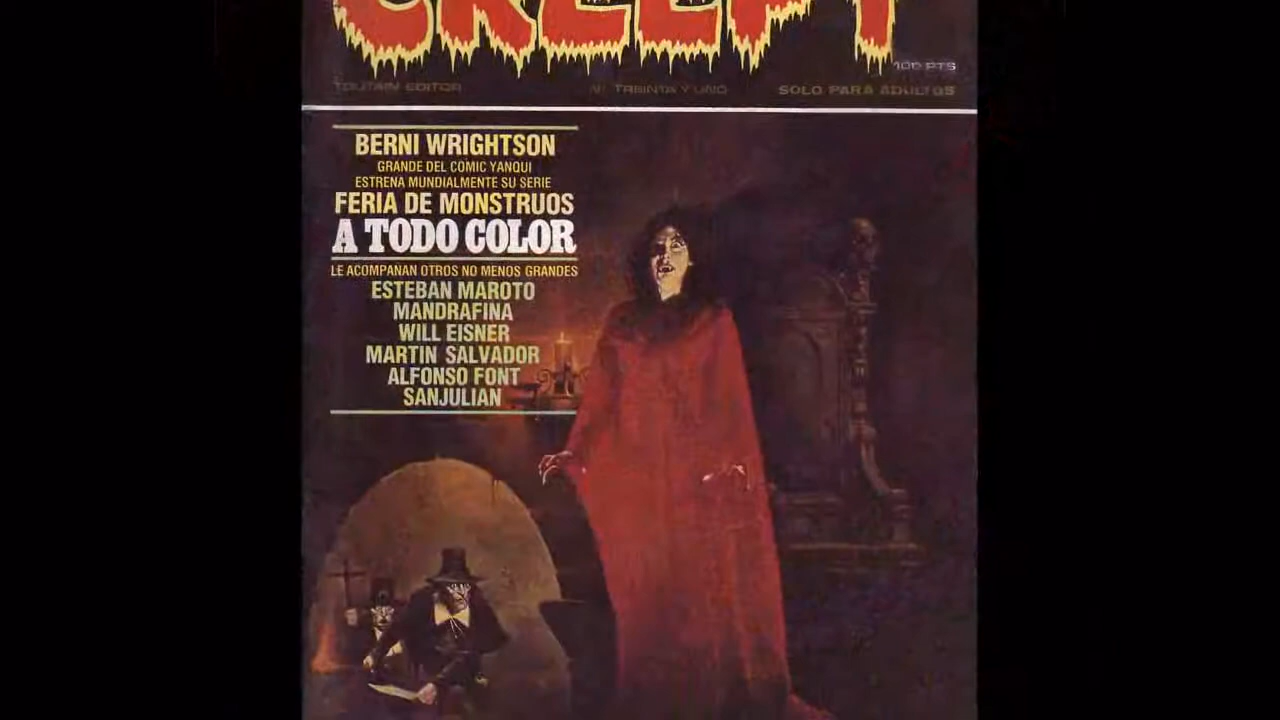 CREEPY
100 PTS
TOUTAIN EDITOR Nº TREINTA Y UNO SOLO PARA ADULTOS
BERNI WRIGHTSON
GRANDE DEL COMIC YANQUI
ESTRENA MUNDIALMENTE SU SERIE
FERIA DE MONSTRUOS
A TODO COLOR
LE ACOMPAÑAN OTROS NO MENOS GRANDES
ESTEBAN MAROTO
MANDRAFINA
WILL EISNER
MARTIN SALVADOR
ALFONSO FONT
SANJULIAN